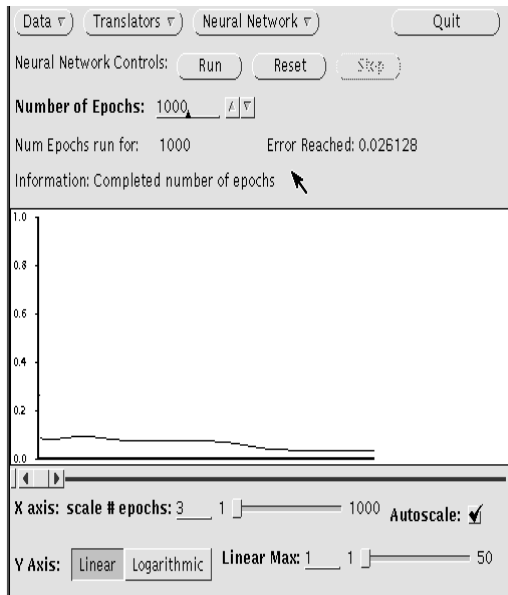 Data Translators Neural Network Quit
Neural Network Controls: Run Reset Stop
Number of Epochs: 1000
Num Epochs run for: 1000 Error Reached: 0.026128
Information: Completed number of epochs
1.0
0.8
0.6
0.4
0.2
0.0
X axis: scale # epochs: 3 1 1000 Autoscale:
Y Axis: Linear Logarithmic Linear Max: 1 1 50